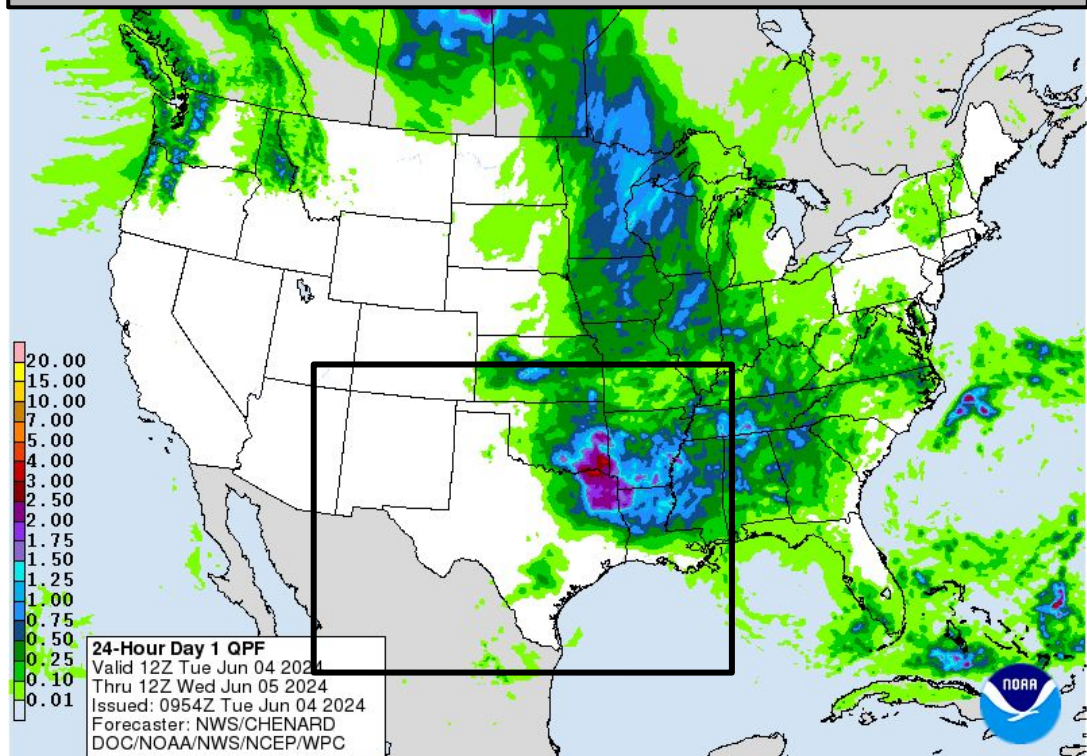 20.00
15.00
10.00
7.00
5.00
4.00
3.00
2.50
2.00
1.75
1.50
1.25
1.00
0.75
0.50
0.25
0.10
0.01
24-Hour Day 1 QPF
Valid 12Z Tue Jun 04 2024
Thru 12Z Wed Jun 05 2024
Issued: 0954Z Tue Jun 04 2024
Forecaster: NWS/CHENARD
DOC/NOAA/NWS/NCEP/WPC
NOAA